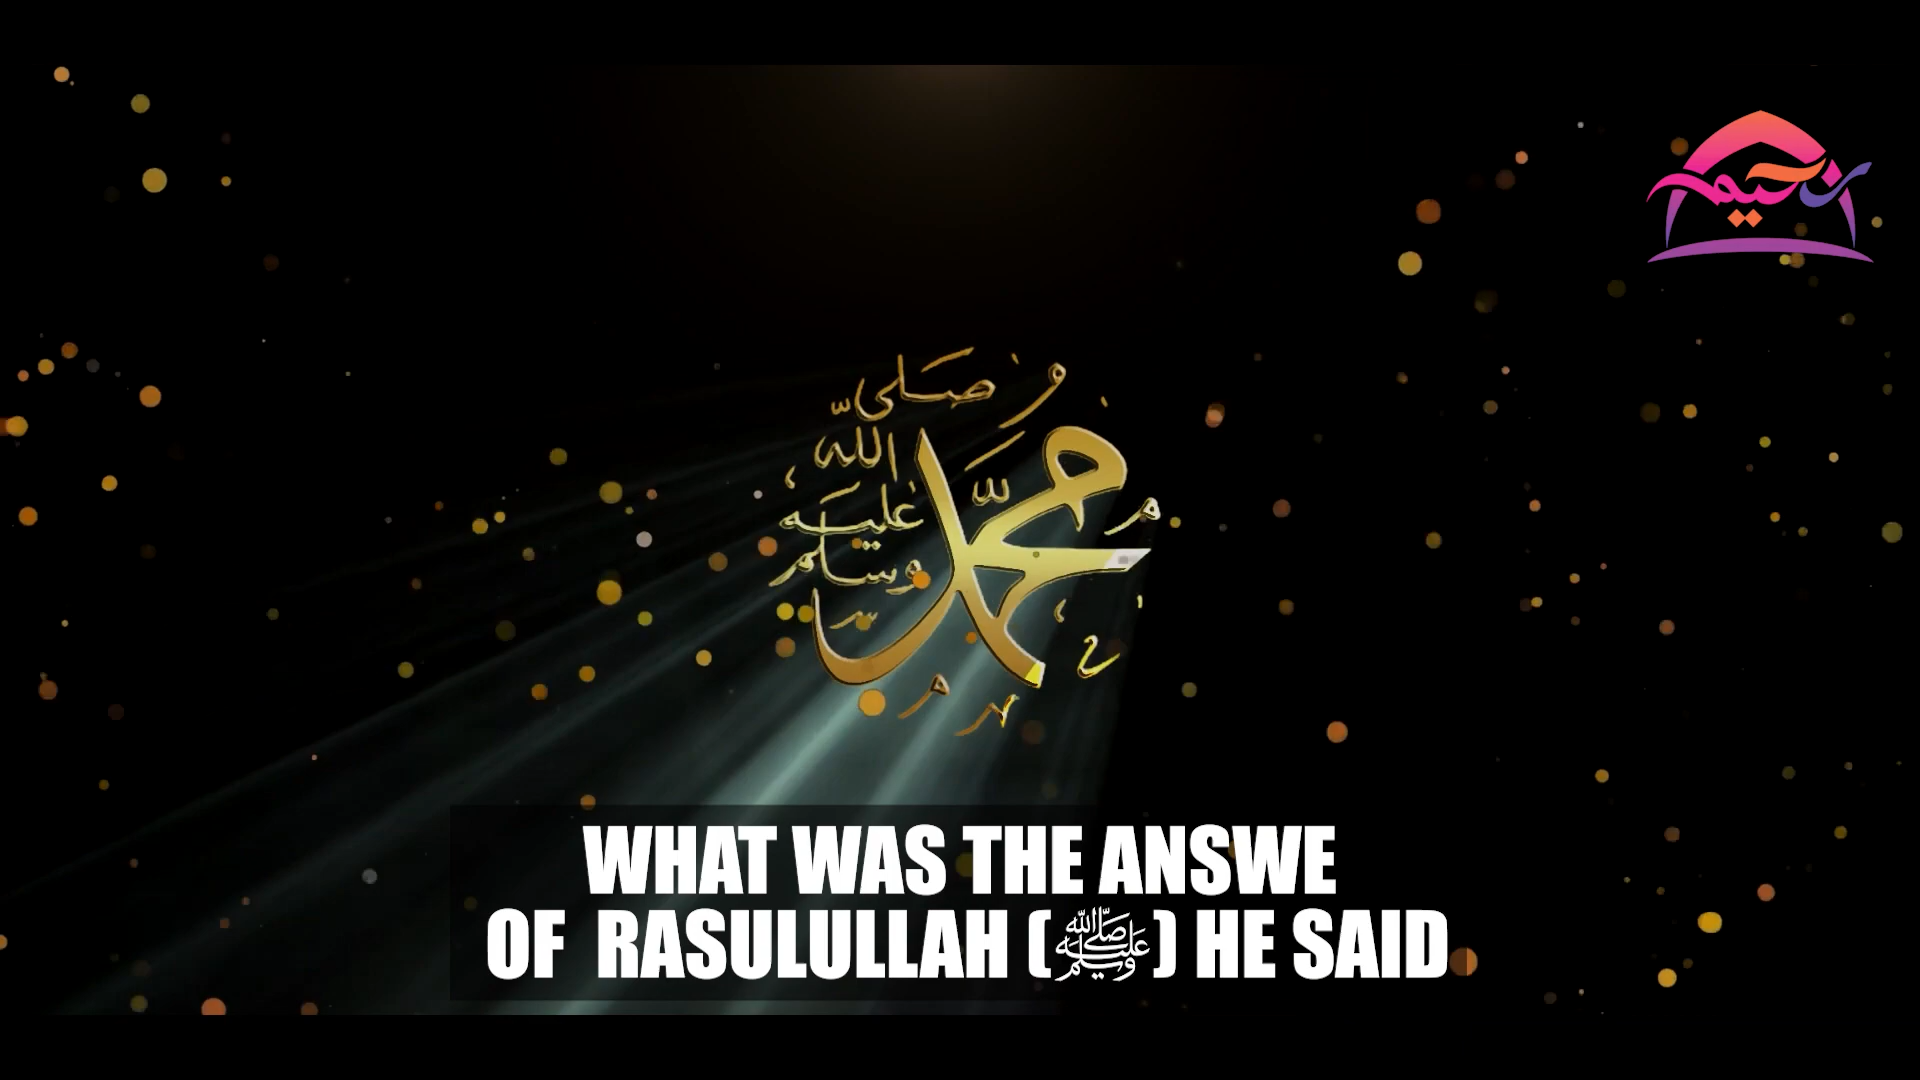 محمد
صلى
الله
عليه
وسلم
WHAT WAS THE ANSWE
OF RASULULLAH (ﷺ) HE SAID